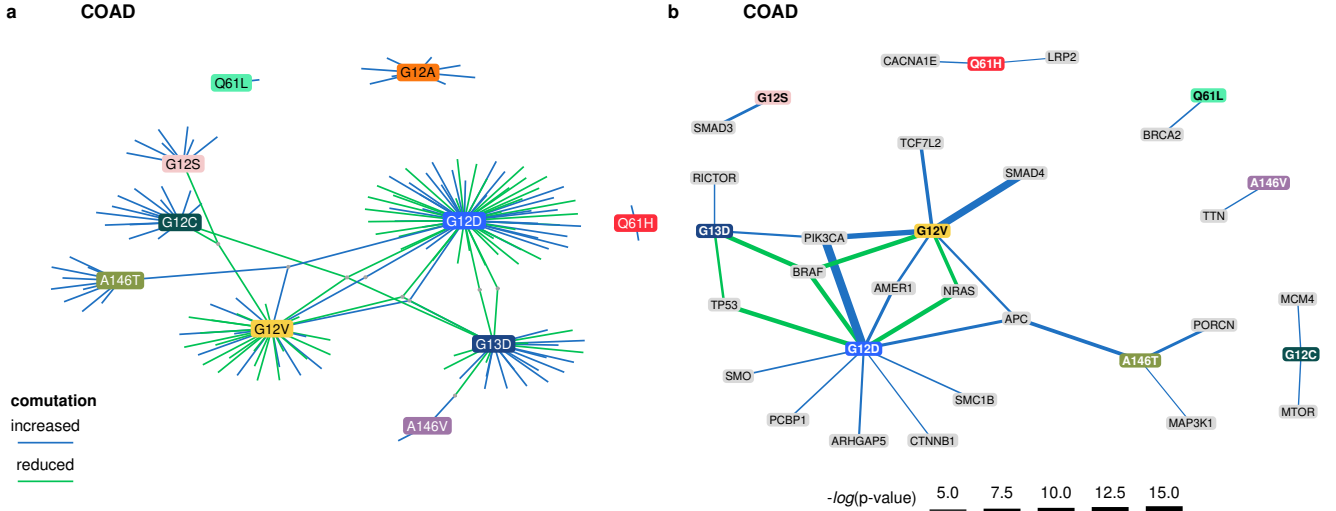 a COAD
Q61L
G12A
G12S
G12C
G12D
Q61H
A146T
G12V
G13D
A146V
comutation
increased
reduced
b COAD
CACNA1E
Q61H
LRP2
G12S
SMAD3
Q61L
BRCA2
TCF7L2
SMAD4
RICTOR
A146V
TTN
G13D
PIK3CA
G12V
BRAF
AMER1
NRAS
TP53
APC
MCM4
PORCN
G12D
A146T
G12C
SMO
SMC1B
PCBP1
MAP3K1
MTOR
ARHGAP5
CTNNB1
-log(p-value) 5.0 7.5 10.0 12.5 15.0